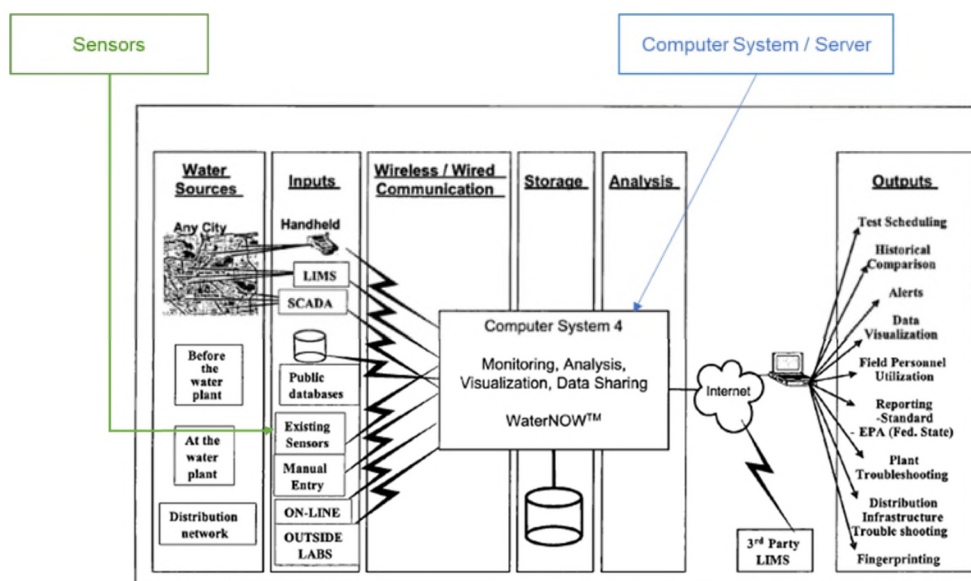 Sensors
Computer System / Server
Water
Sources
Inputs
Wireless / Wired
Communication
Storage
Analysis
Outputs
Any City
Before
the
water
plant
At the
water
plant
Distribution
network
Handheld
LIMS
SCADA
Public
databases
Existing
Sensors
Manual
Entry
ON-LINE
OUTSIDE
LABS
Computer System 4
Monitoring, Analysis,
Visualization, Data Sharing
WaterNOW™
Internet
3rd Party
LIMS
Test Scheduling
Historical
Comparison
Alerts
Data
Visualization
Field Personnel
Utilization
Reporting
-Standard
- EPA (Fed. State)
Plant
Troubleshooting
Distribution
Infrastructure
Trouble shooting
Fingerprinting